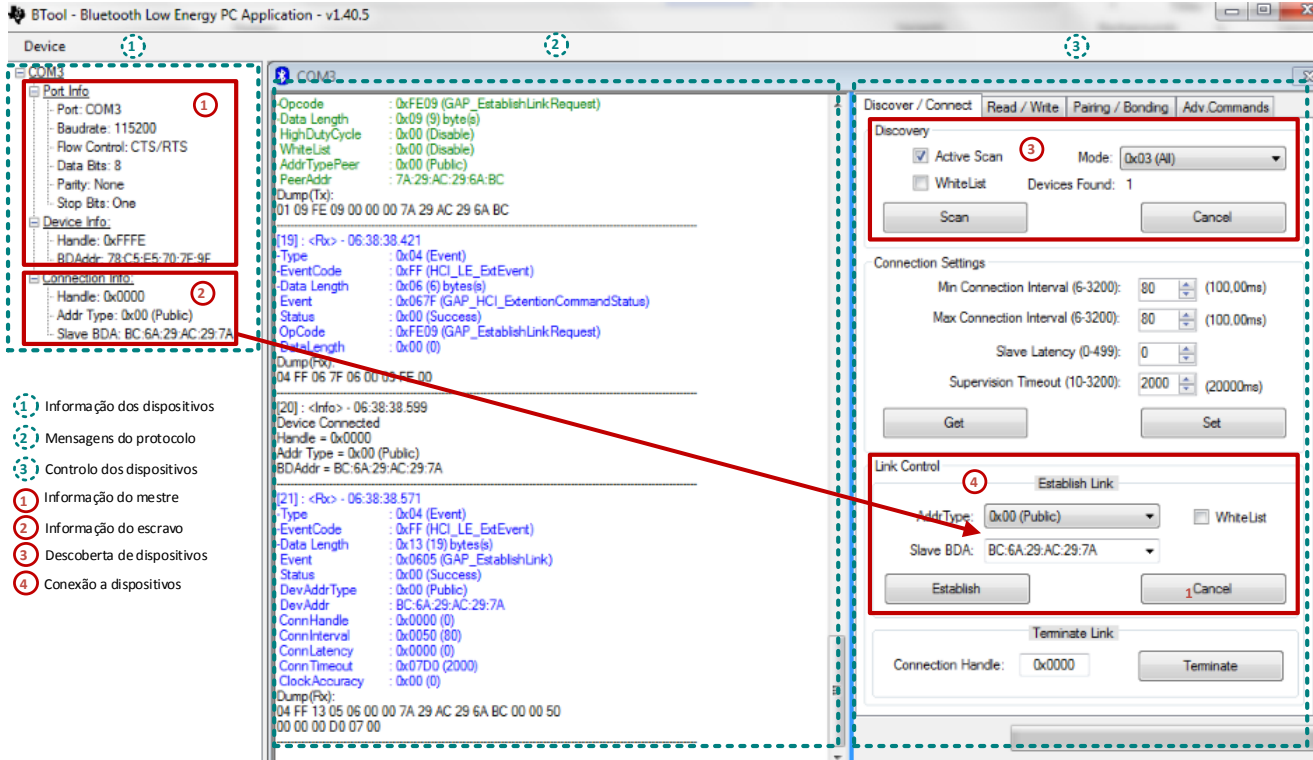 BTool - Bluetooth Low Energy PC Application - v1.40.5
Device
1
2
3
COM3
Port Info
1
Port: COM3
Baudrate: 115200
Flow Control: CTS/RTS
Data Bits: 8
Parity: None
Stop Bits: One
Device Info:
Handle: 0xFFFE
BDAddr: 78:C5:E5:70:7F:9F
Connection Info:
2
Handle: 0x0000
Addr Type: 0x00 (Public)
Slave BDA: BC:6A:29:AC:29:7A
1 Informação dos dispositivos
2 Mensagens do protocolo
3 Controlo dos dispositivos
1 Informação do mestre
2 Informação do escravo
3 Descoberta de dispositivos
4 Conexão a dispositivos
COM3
-Opcode : 0xFE09 (GAP_EstablishLinkRequest)
-Data Length : 0x09 (9) byte(s)
HighDutyCycle : 0x00 (Disable)
WhiteList : 0x00 (Disable)
AddrTypePeer : 0x00 (Public)
PeerAddr : 7A:29:AC:29:6A:BC
Dump(Tx):
01 09 FE 09 00 00 00 7A 29 AC 29 6A BC
[19] : <Rx> - 06:38:38.421
-Type : 0x04 (Event)
-EventCode : 0xFF (HCI_LE_ExtEvent)
-Data Length : 0x06 (6) bytes(s)
Event : 0x067F (GAP_HCI_ExtentionCommandStatus)
Status : 0x00 (Success)
OpCode : 0xFE09 (GAP_EstablishLinkRequest)
DataLength : 0x00 (0)
Dump(Rx):
04 FF 06 7F 06 00 09 FE 00
[20] : <Info> - 06:38:38.599
Device Connected
Handle = 0x0000
Addr Type = 0x00 (Public)
BDAddr = BC:6A:29:AC:29:7A
[21] : <Rx> - 06:38:38.571
-Type : 0x04 (Event)
-EventCode : 0xFF (HCI_LE_ExtEvent)
-Data Length : 0x13 (19) bytes(s)
Event : 0x0605 (GAP_EstablishLink)
Status : 0x00 (Success)
DevAddrType : 0x00 (Public)
DevAddr : BC:6A:29:AC:29:7A
ConnHandle : 0x0000 (0)
ConnInterval : 0x0050 (80)
ConnLatency : 0x0000 (0)
ConnTimeout : 0x07D0 (2000)
ClockAccuracy : 0x00 (0)
Dump(Rx):
04 FF 13 05 06 00 00 7A 29 AC 29 6A BC 00 00 50
00 00 00 D0 07 00
Discover / Connect Read / Write Pairing / Bonding Adv.Commands
Discovery
Active Scan 3 Mode: 0x03 (All)
WhiteList Devices Found: 1
Scan Cancel
Connection Settings
Min Connection Interval (6-3200): 80 (100,00ms)
Max Connection Interval (6-3200): 80 (100,00ms)
Slave Latency (0-499): 0
Supervision Timeout (10-3200): 2000 (20000ms)
Get Set
Link Control
4
Establish Link
AddrType: 0x00 (Public) WhiteList
Slave BDA: BC:6A:29:AC:29:7A
Establish 1 Cancel
Terminate Link
Connection Handle: 0x0000 Terminate